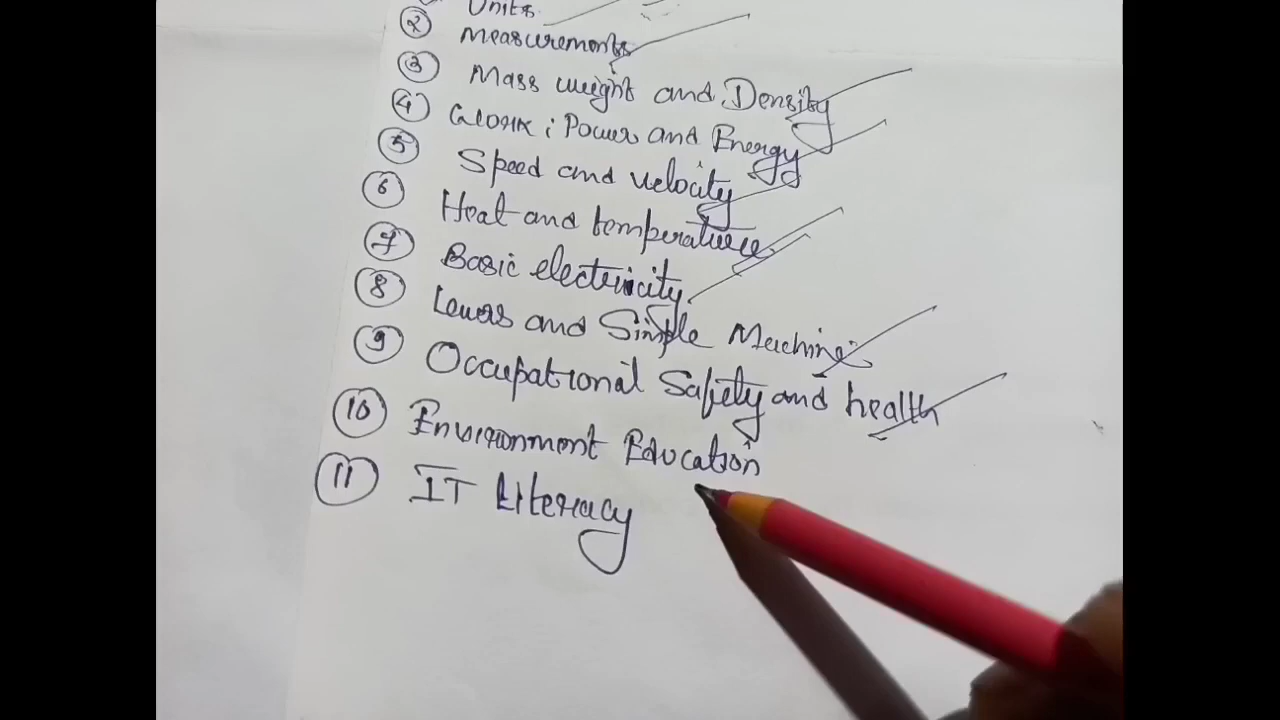 Units
② Measurements
③ Mass weight and Density
④ Work : Power and Energy
⑤ Speed and velocity
⑥ Heat and temperature
⑦ Basic electricity
⑧ Levers and Simple Machine
⑨ Occupational Safety and health
⑩ Environment Education
⑪ IT Literacy